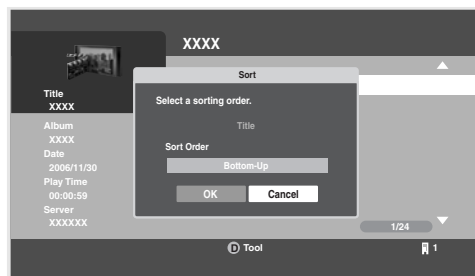 XXXX
Sort
Select a sorting order.
Title
Sort Order
Bottom-Up
OK
Cancel
Title
XXXX
Album
XXXX
Date
2006/11/30
Play Time
00:00:59
Server
XXXXXX
1/24
D Tool
1